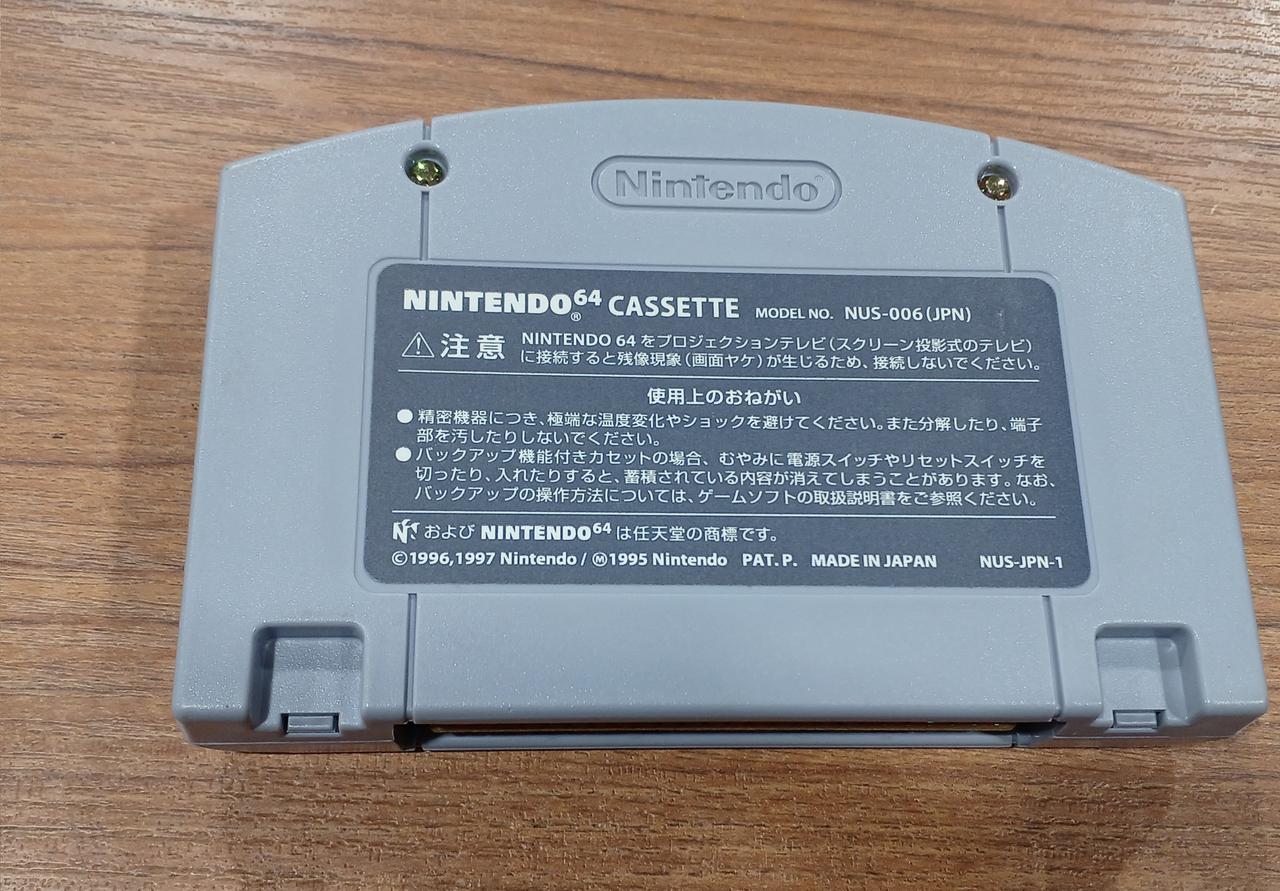 Nintendo®
NINTENDO64® CASSETTE MODEL NO. NUS-006(JPN)
注意 NINTENDO 64 をプロジェクションテレビ(スクリーン投影式のテレビ)
に接続すると残像現象(画面ヤケ)が生じるため、接続しないでください。
使用上のおねがい
●精密機器につき、極端な温度変化やショックを避けてください。また分解したり、端子
部を汚したりしないでください。
●バックアップ機能付きカセットの場合、むやみに電源スイッチやリセットスイッチを
切ったり、入れたりすると、蓄積されている内容が消えてしまうことがあります。なお、
バックアップの操作方法については、ゲームソフトの取扱説明書をご参照ください。
および NINTENDO64 は任天堂の商標です。
©1996,1997 Nintendo / Ⓜ1995 Nintendo PAT. P. MADE IN JAPAN NUS-JPN-1